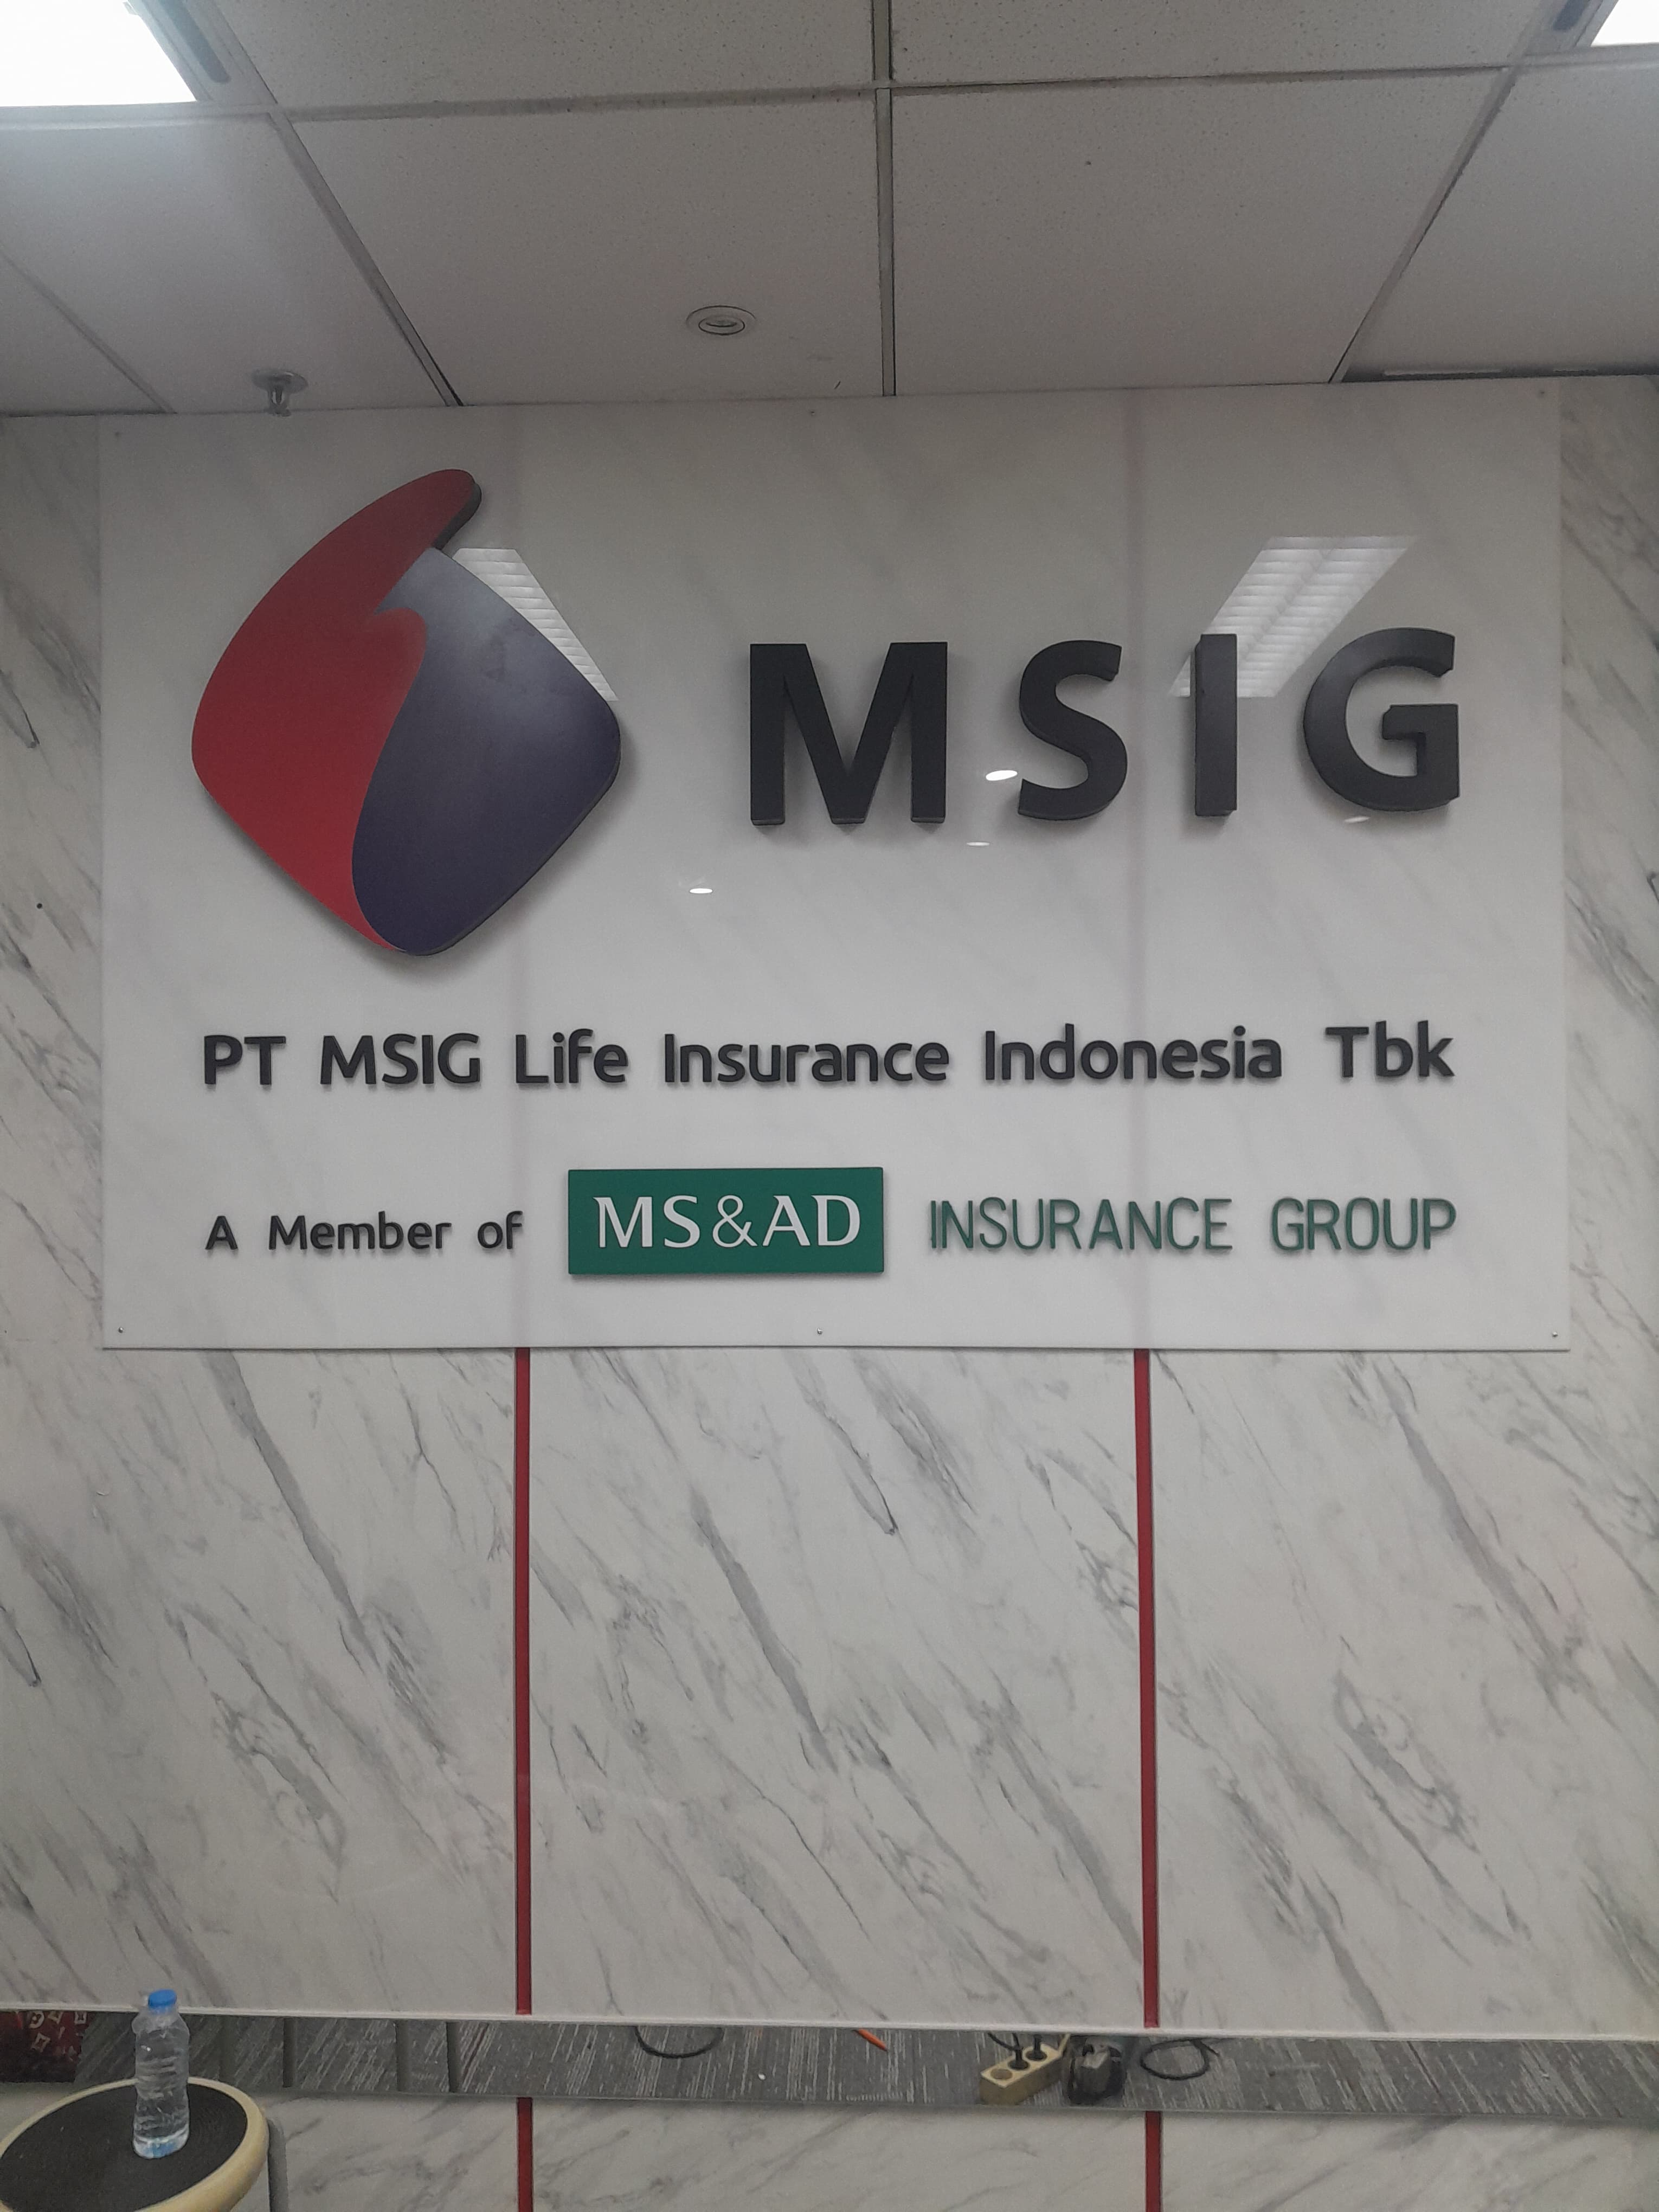 MSIG
PT MSIG Life Insurance Indonesia Tbk
A Member of MS&AD INSURANCE GROUP